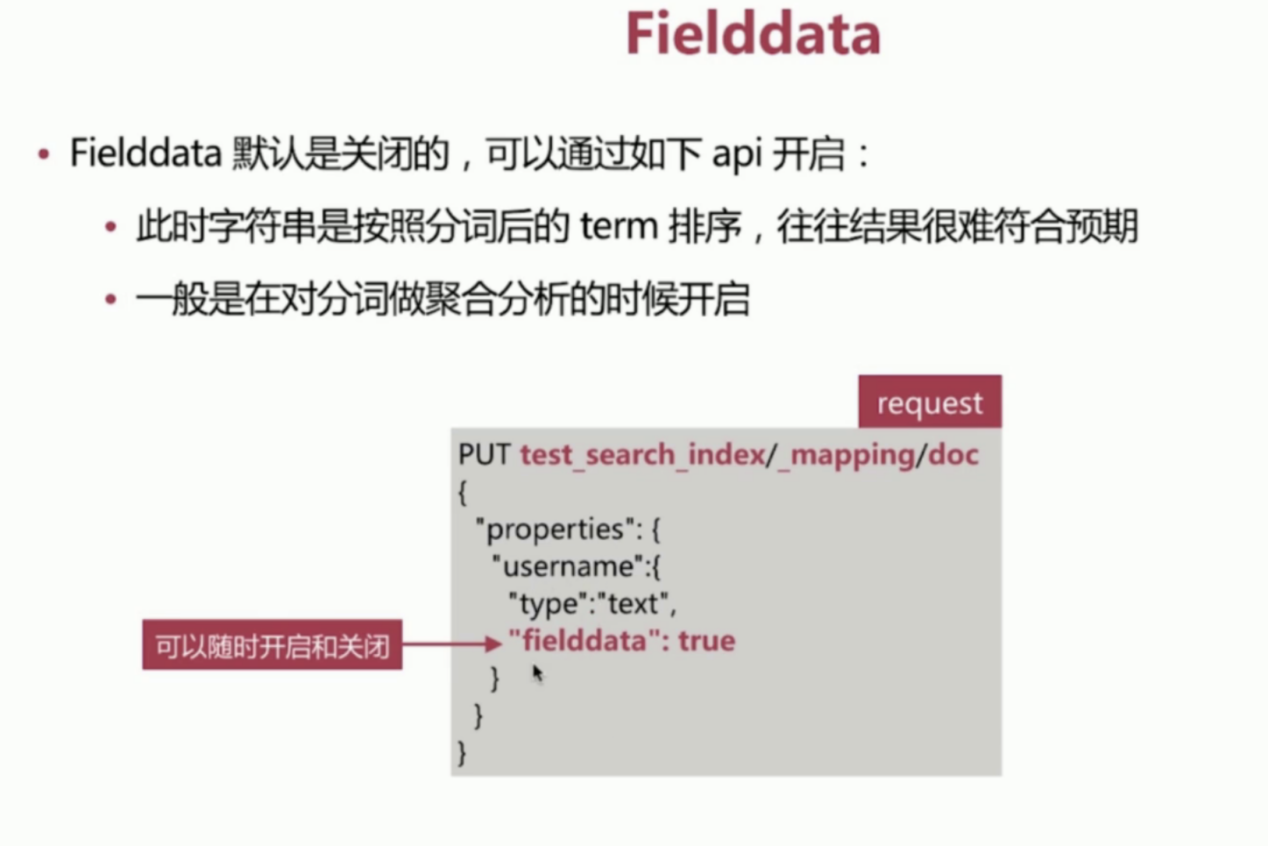 Fielddata
• Fielddata 默认是关闭的，可以通过如下 api 开启：
• 此时字符串是按照分词后的 term 排序，往往结果很难符合预期
• 一般是在对分词做聚合分析的时候开启
request
PUT test_search_index/_mapping/doc
{
"properties": {
"username":{
"type":"text",
可以随时开启和关闭
"fielddata": true
}
}
}